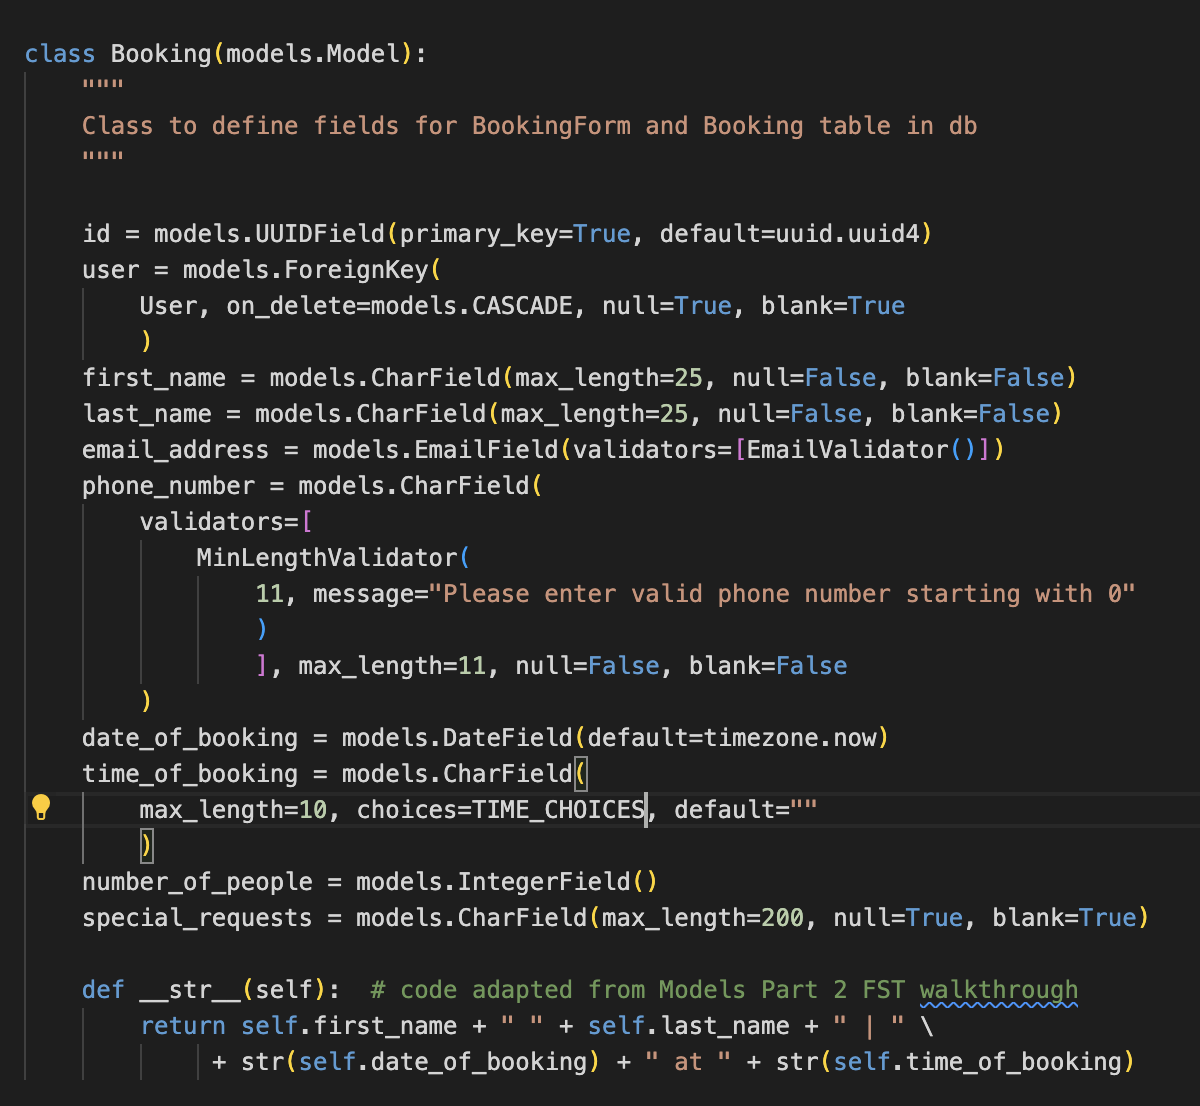 class Booking(models.Model):
    """
    Class to define fields for BookingForm and Booking table in db
    """

    id = models.UUIDField(primary_key=True, default=uuid.uuid4)
    user = models.ForeignKey(
        User, on_delete=models.CASCADE, null=True, blank=True
        )
    first_name = models.CharField(max_length=25, null=False, blank=False)
    last_name = models.CharField(max_length=25, null=False, blank=False)
    email_address = models.EmailField(validators=[EmailValidator()])
    phone_number = models.CharField(
        validators=[
            MinLengthValidator(
                11, message="Please enter valid phone number starting with 0"
                )
                ], max_length=11, null=False, blank=False
        )
    date_of_booking = models.DateField(default=timezone.now)
    time_of_booking = models.CharField(
        max_length=10, choices=TIME_CHOICES, default=""
        )
    number_of_people = models.IntegerField()
    special_requests = models.CharField(max_length=200, null=True, blank=True)

    def __str__(self):  # code adapted from Models Part 2 FST walkthrough
        return self.first_name + " " + self.last_name + " | " \
             + str(self.date_of_booking) + " at " + str(self.time_of_booking)